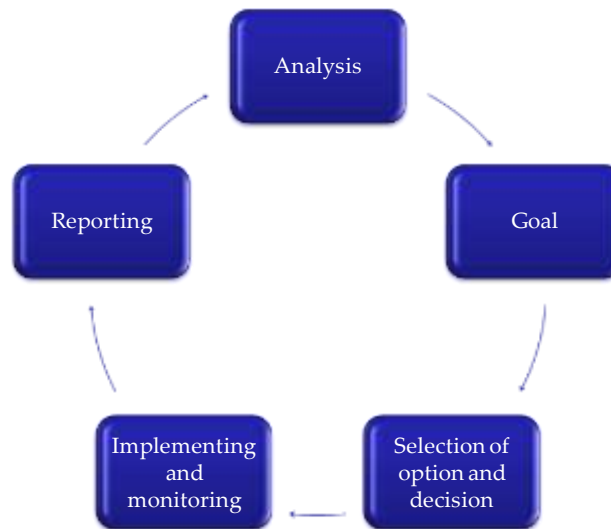 Analysis
Goal
Selection of
option and
decision
Implementing
and
monitoring
Reporting